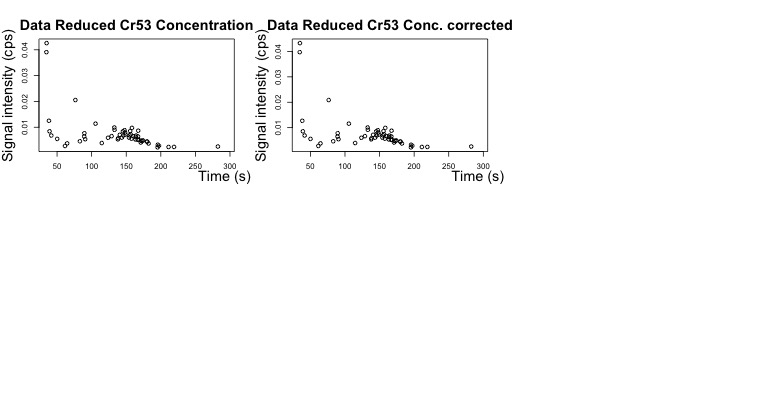 Data Reduced Cr53 Concentration
Signal intensity (cps)
0.01 0.02 0.03 0.04
50 100 150 200 250 300
Time (s)
Data Reduced Cr53 Conc. corrected
Signal intensity (cps)
0.01 0.02 0.03 0.04
50 100 150 200 250 300
Time (s)